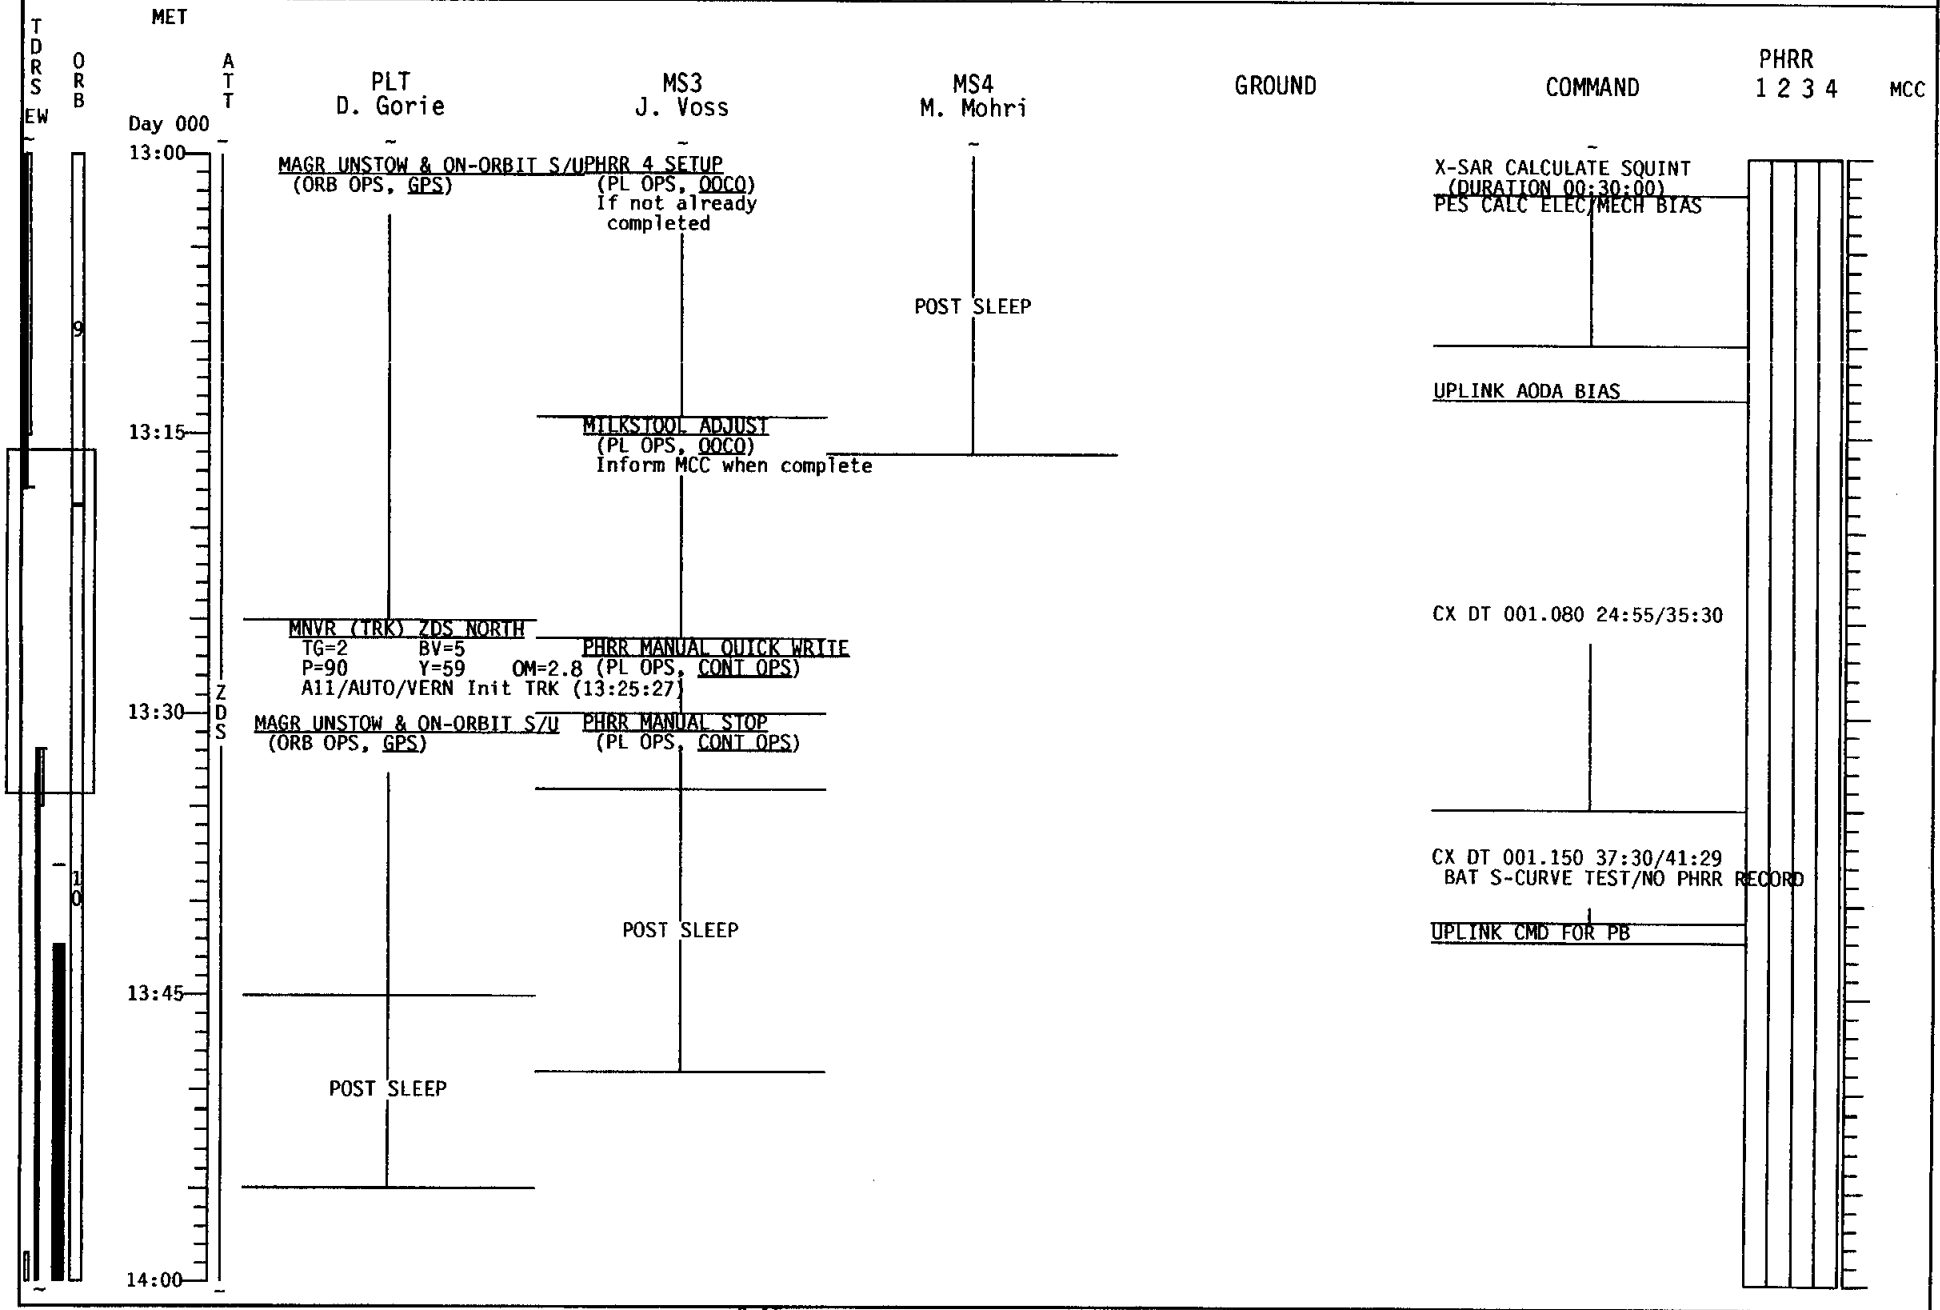 MET
TDRS
EW
ORB
ATT
Day 000
PLT
D. Gorie
MS3
J. Voss
MS4
M. Mohri
GROUND
COMMAND
PHRR
1 2 3 4
MCC
13:00
MAGR UNSTOW & ON-ORBIT S/U
(ORB OPS, GPS)
PHRR 4 SETUP
(PL OPS, OOCO)
If not already
completed
POST SLEEP
X-SAR CALCULATE SQUINT
(DURATION 00:30:00)
PES CALC ELEC/MECH BIAS
9
UPLINK AODA BIAS
13:15
MILKSTOOL ADJUST
(PL OPS, OOCO)
Inform MCC when complete
CX DT 001.080 24:55/35:30
MNVR (TRK) ZDS NORTH
TG=2 BV=5
P=90 Y=59 OM=2.8
A11/AUTO/VERN Init TRK (13:25:27)
PHRR MANUAL QUICK WRITE
(PL OPS, CONT OPS)
ZDS
13:30
MAGR UNSTOW & ON-ORBIT S/U
(ORB OPS, GPS)
PHRR MANUAL STOP
(PL OPS, CONT OPS)
CX DT 001.150 37:30/41:29
BAT S-CURVE TEST/NO PHRR RECORD
10
POST SLEEP
UPLINK CMD FOR PB
13:45
POST SLEEP
14:00